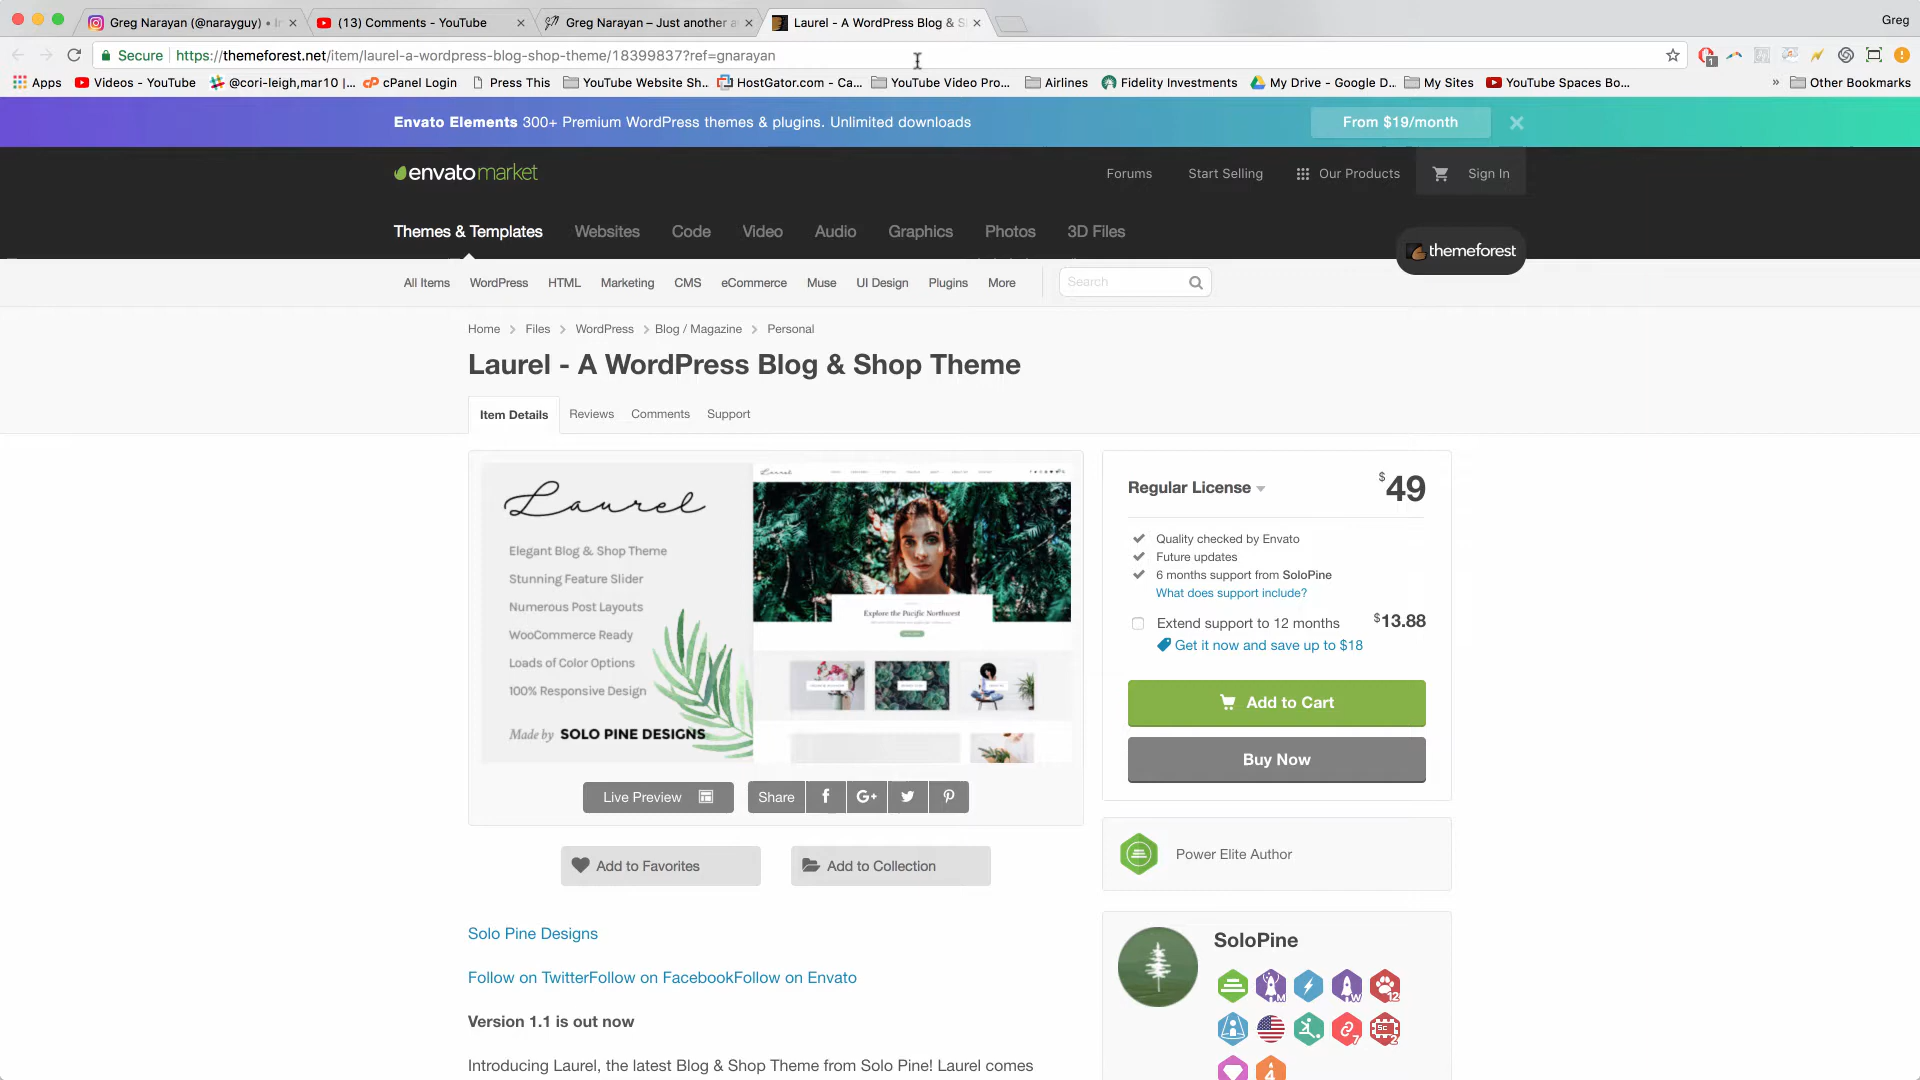 Greg Narayan (@narayguy) •
(13) Comments - YouTube
Greg Narayan – Just another
Laurel - A WordPress Blog & S
Greg
Secure
https://themeforest.net/item/laurel-a-wordpress-blog-shop-theme/18399837?ref=gnarayan
Apps
Videos - YouTube
@cori-leigh,mar10 |...
cPanel Login
Press This
YouTube Website Sh...
HostGator.com - Ca...
YouTube Video Pro...
Airlines
Fidelity Investments
My Drive - Google D...
My Sites
YouTube Spaces Bo...
»
Other Bookmarks
Envato Elements 300+ Premium WordPress themes & plugins. Unlimited downloads
From $19/month
envatomarket
Forums
Start Selling
Our Products
Sign In
Themes & Templates
Websites
Code
Video
Audio
Graphics
Photos
3D Files
themeforest
All Items
WordPress
HTML
Marketing
CMS
eCommerce
Muse
UI Design
Plugins
More
Search
Home > Files > WordPress > Blog / Magazine > Personal
Laurel - A WordPress Blog & Shop Theme
Item Details
Reviews
Comments
Support
Laurel
Elegant Blog & Shop Theme
Stunning Feature Slider
Numerous Post Layouts
WooCommerce Ready
Loads of Color Options
100% Responsive Design
Made by SOLO PINE DESIGNS
Laurel
Explore the Pacific Northwest
Regular License
$49
Quality checked by Envato
Future updates
6 months support from SoloPine
What does support include?
Extend support to 12 months
$13.88
Get it now and save up to $18
Add to Cart
Buy Now
Live Preview
Share
Add to Favorites
Add to Collection
Power Elite Author
Solo Pine Designs
Follow on TwitterFollow on FacebookFollow on Envato
Version 1.1 is out now
Introducing Laurel, the latest Blog & Shop Theme from Solo Pine! Laurel comes
SoloPine